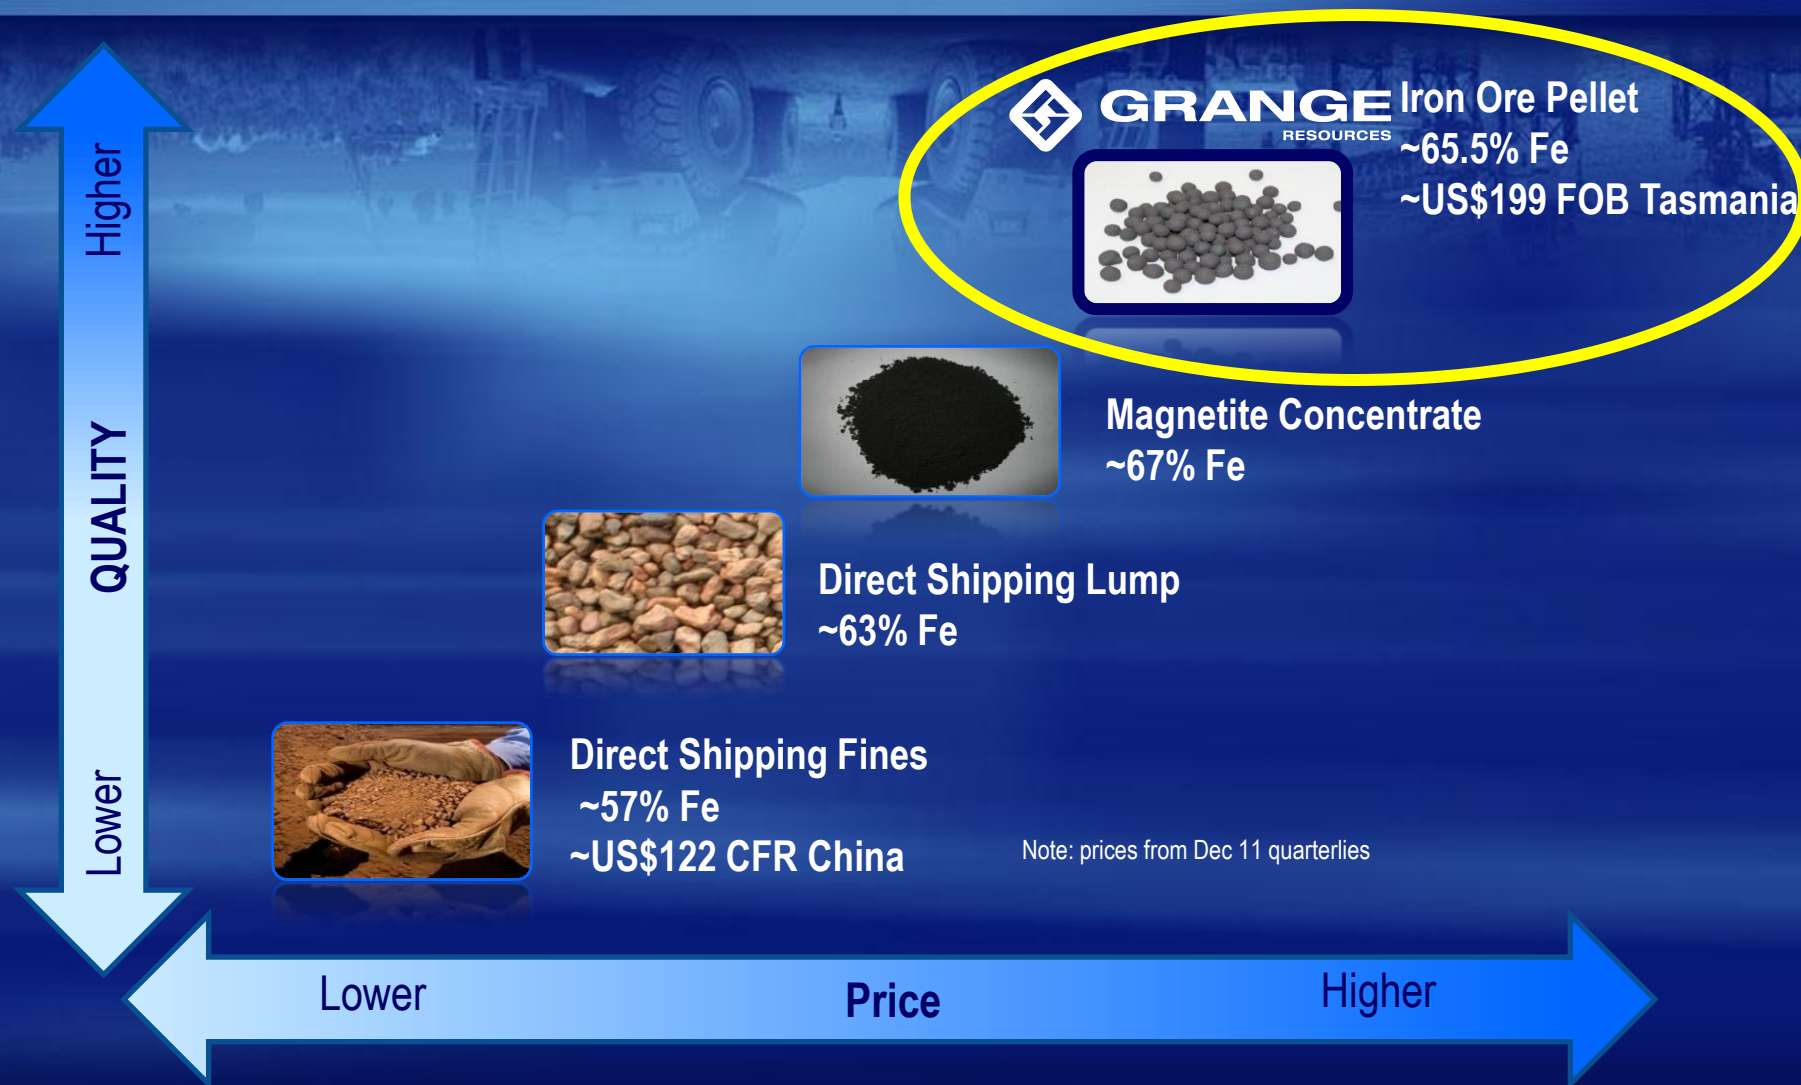 GRANGE
RESOURCES
Iron Ore Pellet
~65.5% Fe
~US$199 FOB Tasmania
Magnetite Concentrate
~67% Fe
Direct Shipping Lump
~63% Fe
Direct Shipping Fines
~57% Fe
~US$122 CFR China
Note: prices from Dec 11 quarterlies
Higher
QUALITY
Lower
Lower
Price
Higher